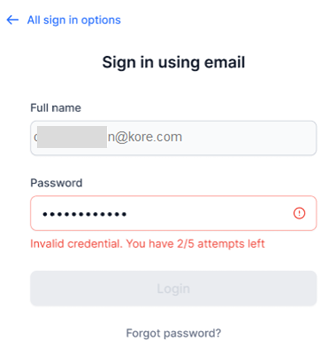 ← All sign in options
Sign in using email
Full name
n@kore.com
Password
••••••••••••
Invalid credential. You have 2/5 attempts left
Login
Forgot password?